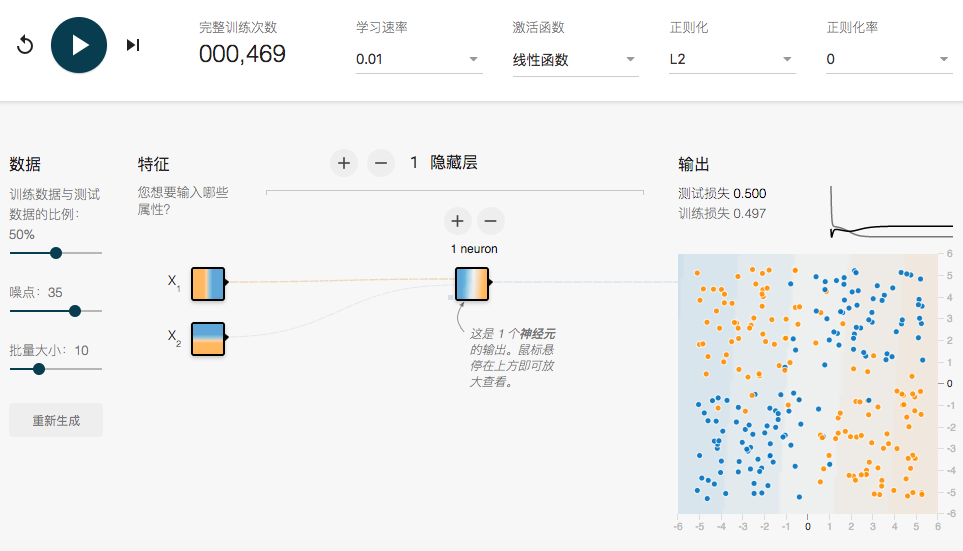 完整训练次数
000,469
学习速率
0.01
激活函数
线性函数
正则化
L2
正则化率
0
数据
训练数据与测试
数据的比例：
50%
噪点：35
批量大小：10
重新生成
特征
您想要输入哪些
属性？
X1
X2
1 隐藏层
1 neuron
这是 1 个神经元
的输出。鼠标悬
停在上方即可放
大查看。
输出
测试损失 0.500
训练损失 0.497
6
5
4
3
2
1
0
-1
-2
-3
-4
-5
-6
-6 -5 -4 -3 -2 -1 0 1 2 3 4 5 6